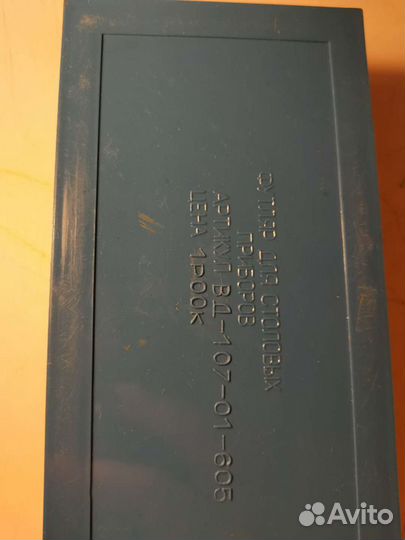 ФУТЛЯР ДЛЯ СТОЛОВЫХ
ПРИБОРОВ
АРТИКУЛ ВД-107-01-605
ЦЕНА 1Р00К
Avito